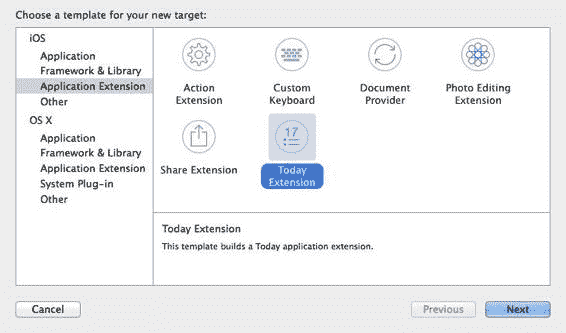 Choose a template for your new target:
iOS
Application
Framework & Library
Application Extension
Other
OS X
Application
Framework & Library
Application Extension
System Plug-in
Other
Action
Extension
Custom
Keyboard
Document
Provider
Photo Editing
Extension
Share Extension
17
Today
Extension
Today Extension
This template builds a Today application extension.
Cancel
Previous
Next